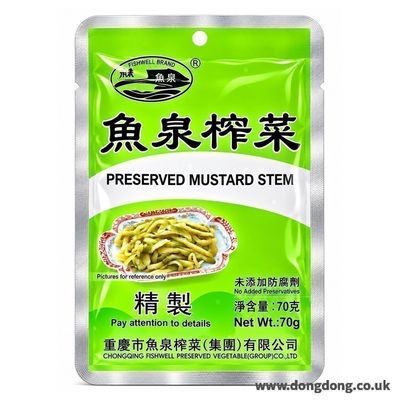 FISHWELL BRAND
魚泉
®
魚泉榨菜
PRESERVED MUSTARD STEM
Pictures for reference only
未添加防腐劑
No Added Preservatives
精製
淨含量:70克
Pay attention to details
Net Wt.:70g
重慶市魚泉榨菜(集團)有限公司
CHONGQING FISHWELL PRESERVED VEGETABLE(GROUP)CO.,LTD
www.dongdong.co.uk